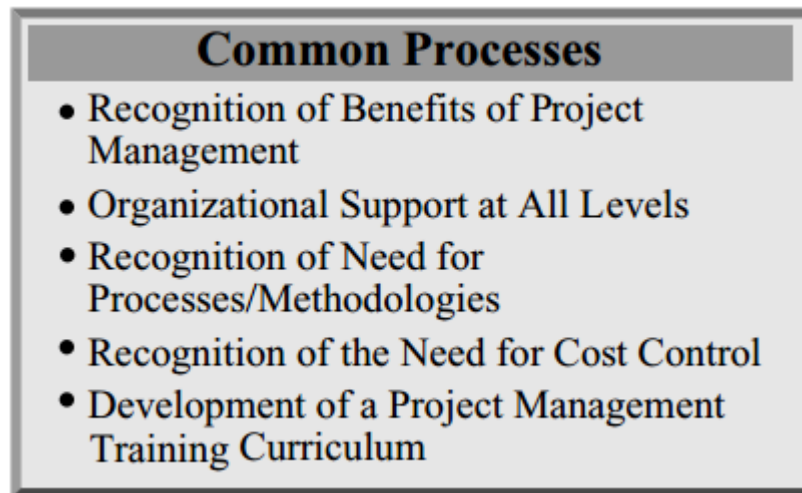 Common Processes
• Recognition of Benefits of Project
Management
• Organizational Support at All Levels
• Recognition of Need for
Processes/Methodologies
• Recognition of the Need for Cost Control
• Development of a Project Management
Training Curriculum